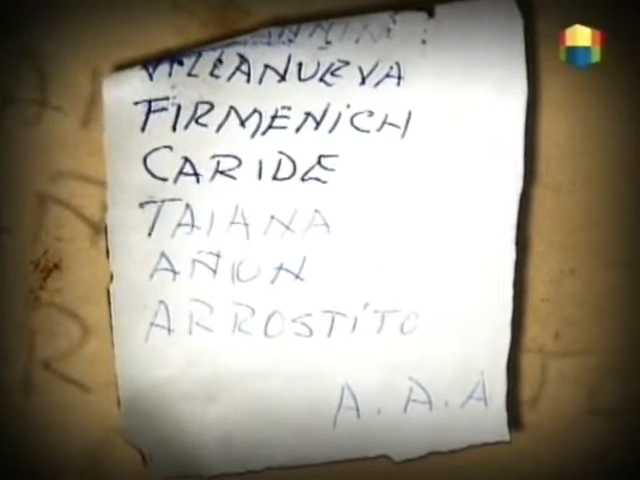 VILLANUEVA
FIRMENICH
CARIDE
TAIANA
AÑON
ARROSTITO
A.A.A